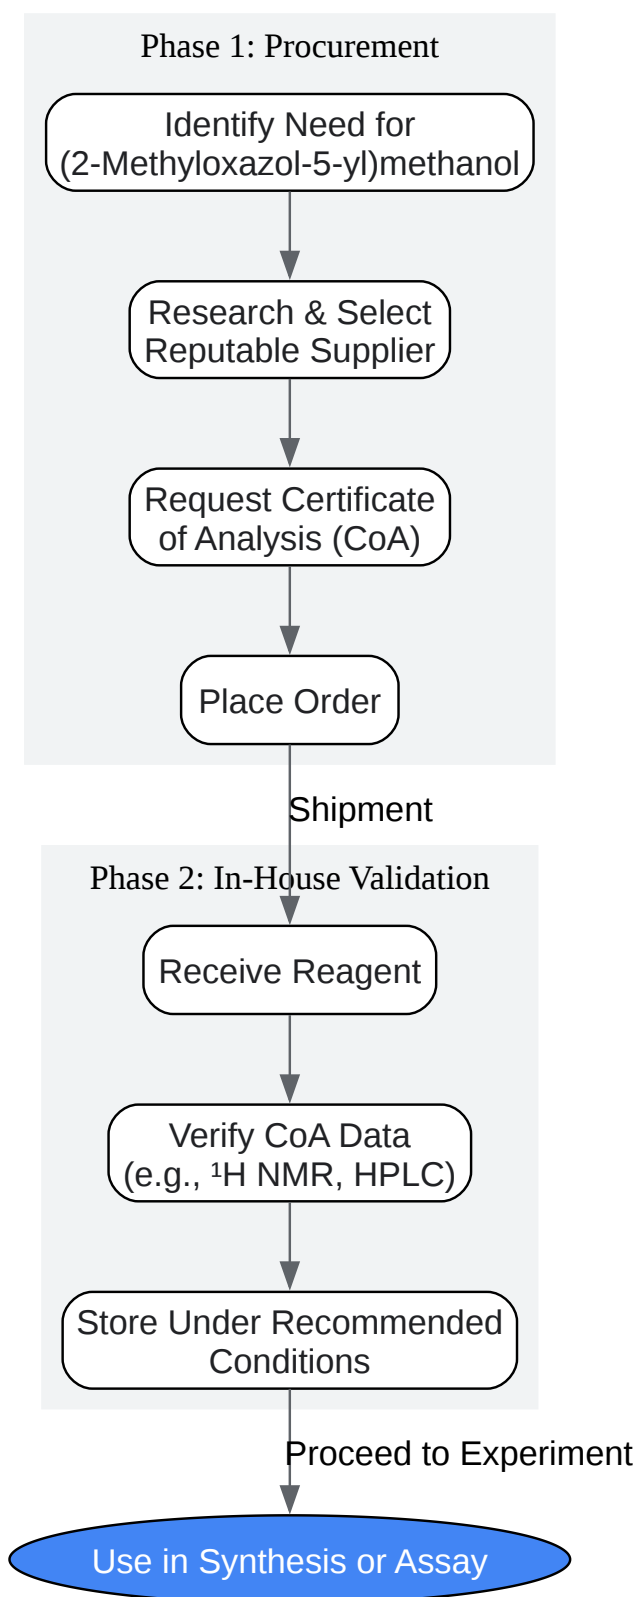 Phase 1: Procurement
Identify Need for
(2-Methyloxazol-5-yl)methanol
Research & Select
Reputable Supplier
Request Certificate
of Analysis (CoA)
Place Order
Shipment
Phase 2: In-House Validation
Receive Reagent
Verify CoA Data
(e.g., ¹H NMR, HPLC)
Store Under Recommended
Conditions
Proceed to Experiment
Use in Synthesis or Assay